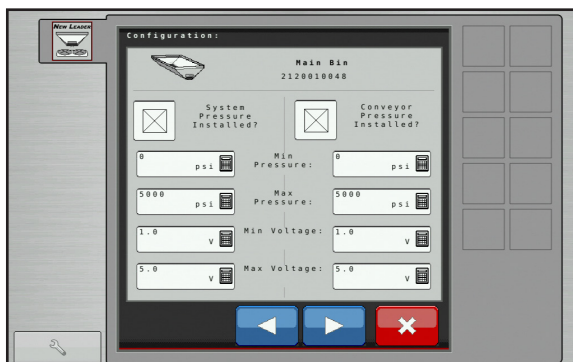 NEW LEADER
Configuration:
Main Bin
2120010048
System Pressure Installed?
Conveyor Pressure Installed?
0 psi
Min Pressure:
0 psi
5000 psi
Max Pressure:
5000 psi
1.0 V
Min Voltage:
1.0 V
5.0 V
Max Voltage:
5.0 V